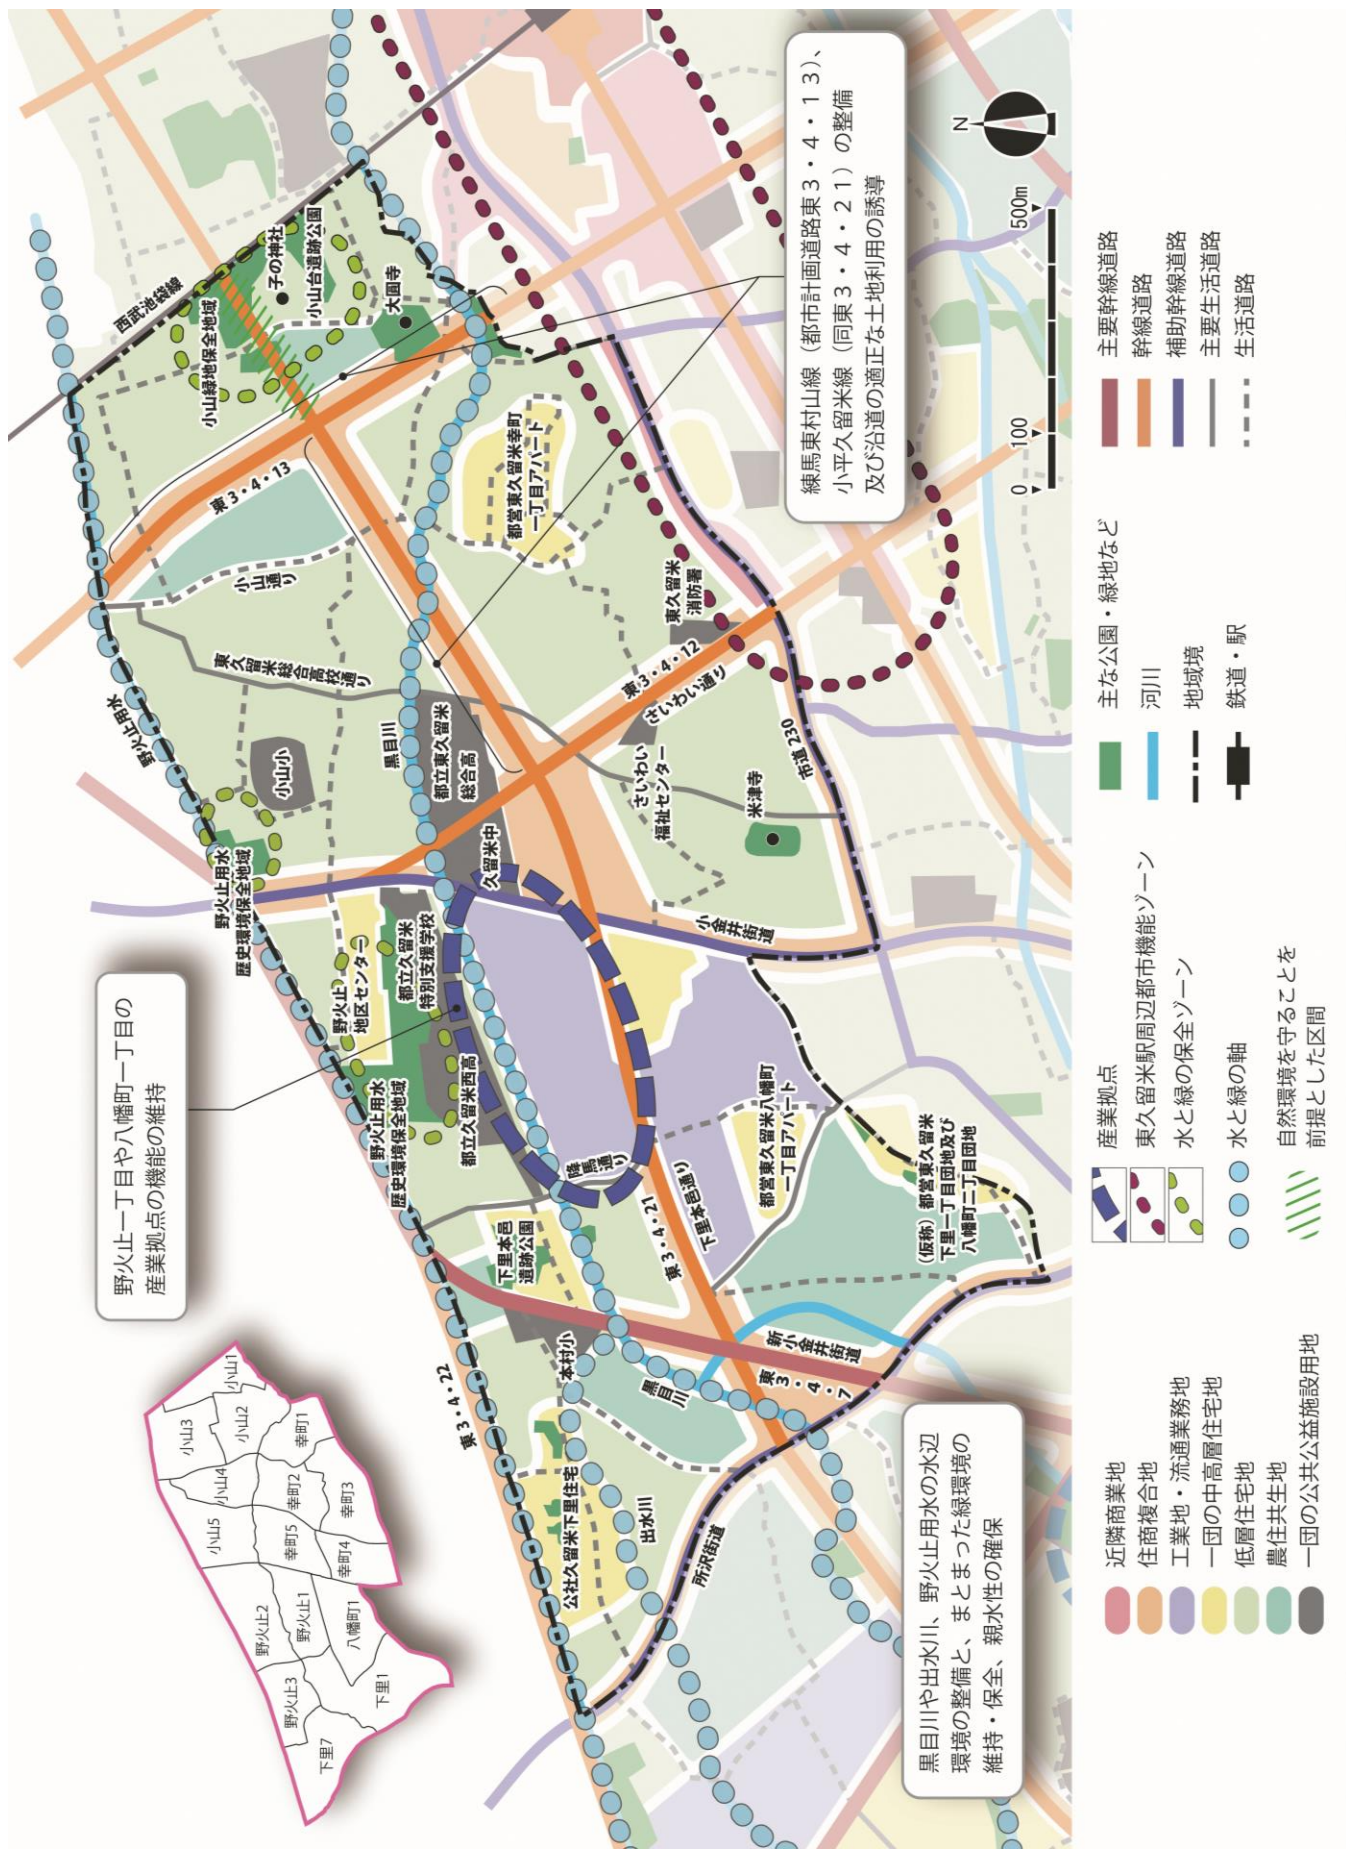 野火止一丁目や八幡町一丁目の
産業拠点の機能の維持
小山1
小山2
小山3
小山4
小山5
幸町1
幸町2
幸町3
幸町4
幸町5
野火止1
野火止2
野火止3
八幡町1
下里1
下里7
西武池袋線
小山緑地保全地域
子の神社
小山台遺跡公園
大圓寺
東3・4・13
小山通り
野火止用水
東久留米総合高校通り
小山小
黒目川
都立東久留米
総合高
都営東久留米幸町
一丁目アパート
東久留米
消防署
東3・4・12
さいわい通り
さいわい
福祉センター
米津寺
市道230
小金井街道
久留米中
野火止用水
歴史環境保全地域
野火止
地区センター
都立久留米
特別支援学校
都立久留米西高
野火止用水
歴史環境保全地域
降馬通り
下里本邑
遺跡公園
東3・4・21
下里本邑通り
都営東久留米八幡町
一丁目アパート
(仮称)都営東久留米
下里一丁目団地及び
八幡町二丁目団地
新小金井街道
東3・4・7
東3・4・22
本村小
黒目川
公社久留米下里住宅
出水川
所沢街道
練馬東村山線（都市計画道路東3・4・13）、
小平久留米線（同東3・4・21）の整備
及び沿道の適正な土地利用の誘導
黒目川や出水川、野火止用水の水辺
環境の整備と、まとまった緑環境の
維持・保全、親水性の確保
N
0
100
500m
近隣商業地
住商複合地
工業地・流通業務地
一団の中高層住宅地
低層住宅地
農住共生地
一団の公共公益施設用地
産業拠点
東久留米駅周辺都市機能ゾーン
水と緑の保全ゾーン
水と緑の軸
自然環境を守ることを
前提とした区間
主な公園・緑地など
河川
地域境
鉄道・駅
主要幹線道路
幹線道路
補助幹線道路
主要生活道路
生活道路